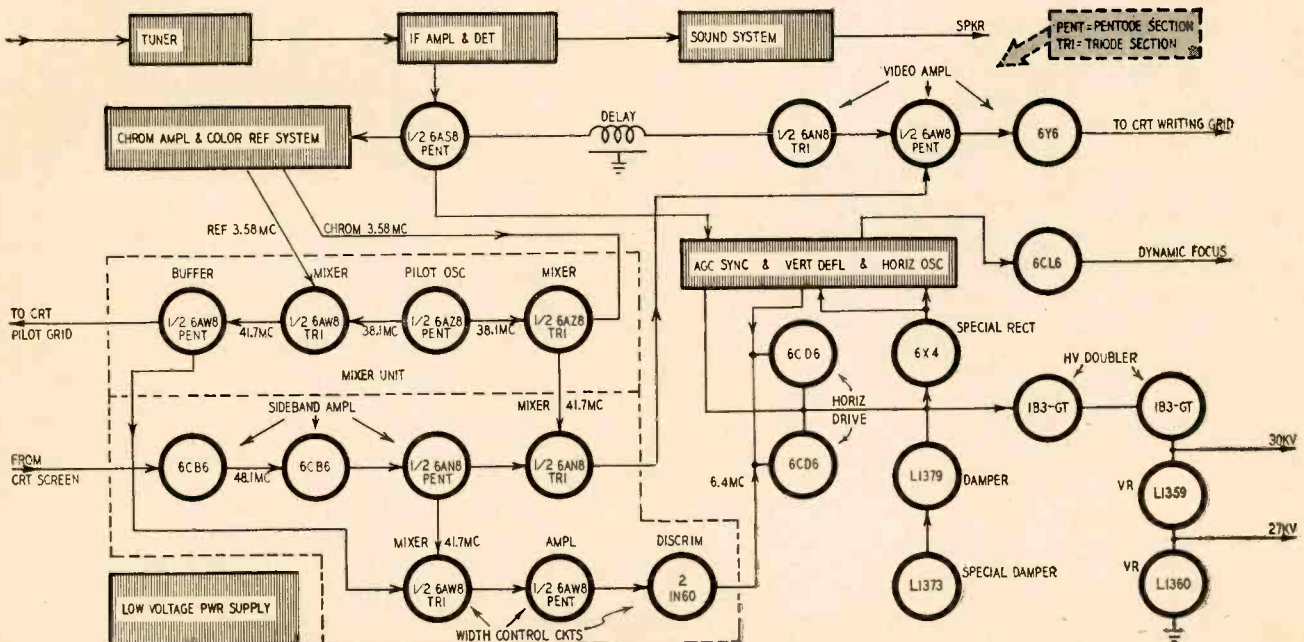 TUNER
IF AMPL & DET
SOUND SYSTEM
SPKR
PENT=PENTODE SECTION
TRI=TRIODE SECTION
VIDEO AMPL
CHROM AMPL & COLOR REF SYSTEM
1/2 6AS8
PENT
DELAY
1/2 6AN8
TRI
1/2 6AW8
PENT
6Y6
TO CRT WRITING GRID
REF 3.58MC
CHROM 3.58 MC
AGC SYNC & VERT DEFL & HORIZ OSC
6CL6
DYNAMIC FOCUS
BUFFER
MIXER
PILOT OSC
MIXER
TO CRT
PILOT GRID
1/2 6AW8
PENT
41.7MC
1/2 6AW8
TRI
38.1MC
1/2 6AZ8
PENT
38.1MC
1/2 6AZ8
TRI
MIXER UNIT
6CD6
SPECIAL RECT
6X4
HV DOUBLER
HORIZ
DRIVE
1B3-GT
1B3-GT
SIDEBAND AMPL
MIXER
41.7MC
FROM
CRT SCREEN
6CB6
48.1MC
6CB6
1/2 6AN8
PENT
1/2 6AN8
TRI
6.4MC
6CD6
L1379
DAMPER
30KV
VR
L1359
27KV
MIXER
41.7MC
AMPL
DISCRIM
1/2 6AW8
TRI
1/2 6AW8
PENT
2
IN60
L1373
SPECIAL DAMPER
VR
L1360
LOW VOLTAGE PWR SUPPLY
WIDTH CONTROL CKTS